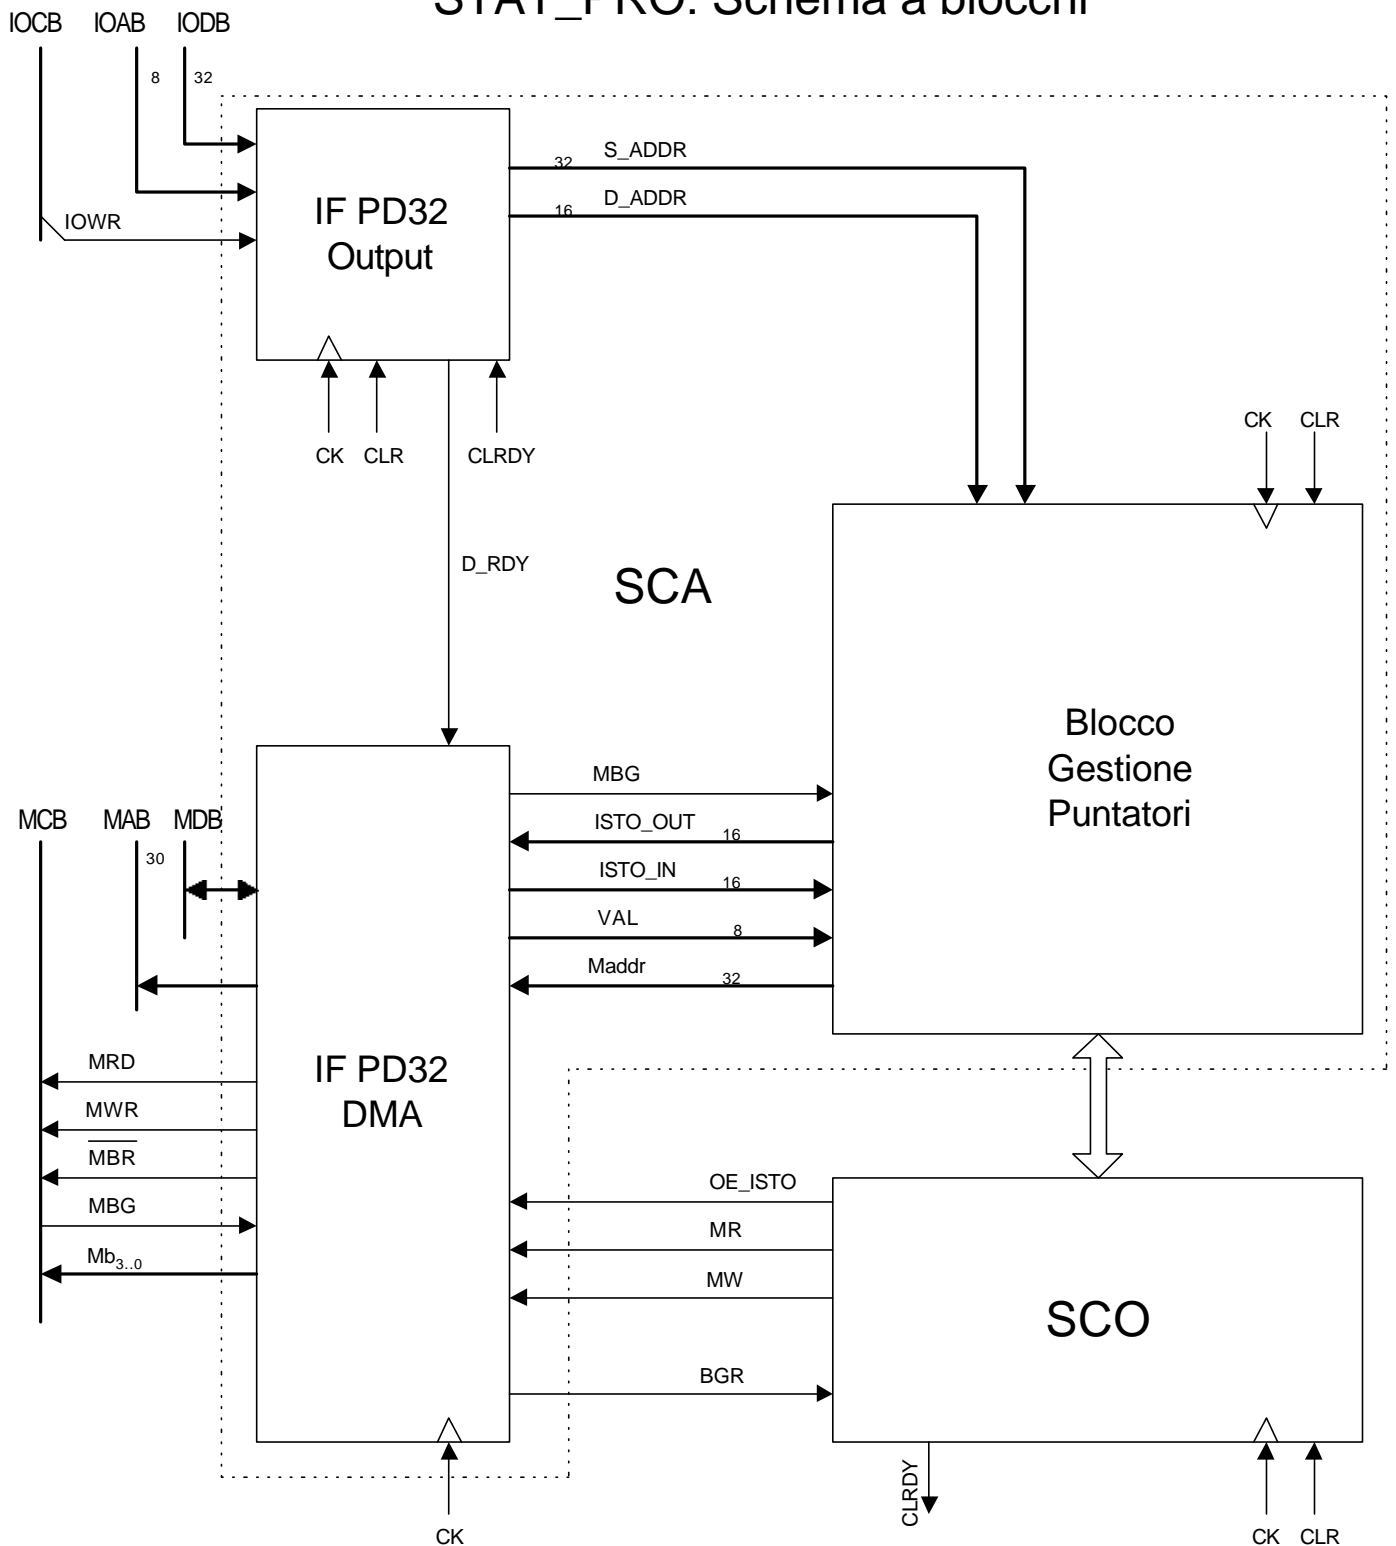 STAT_PRO: Schema a blocchi
IOCB IOAB IODB
8 32
IOWR
IF PD32
Output
32 S_ADDR
16 D_ADDR
CK CLR CLRDY
CK CLR
D_RDY
SCA
Blocco
Gestione
Puntatori
MCB MAB MDB
30
MBG
ISTO_OUT 16
ISTO_IN 16
VAL 8
Maddr 32
IF PD32
DMA
MRD
MWR
MBR
MBG
Mb3..0
OE_ISTO
MR
MW
BGR
SCO
CLRDY
CK
CK CLR